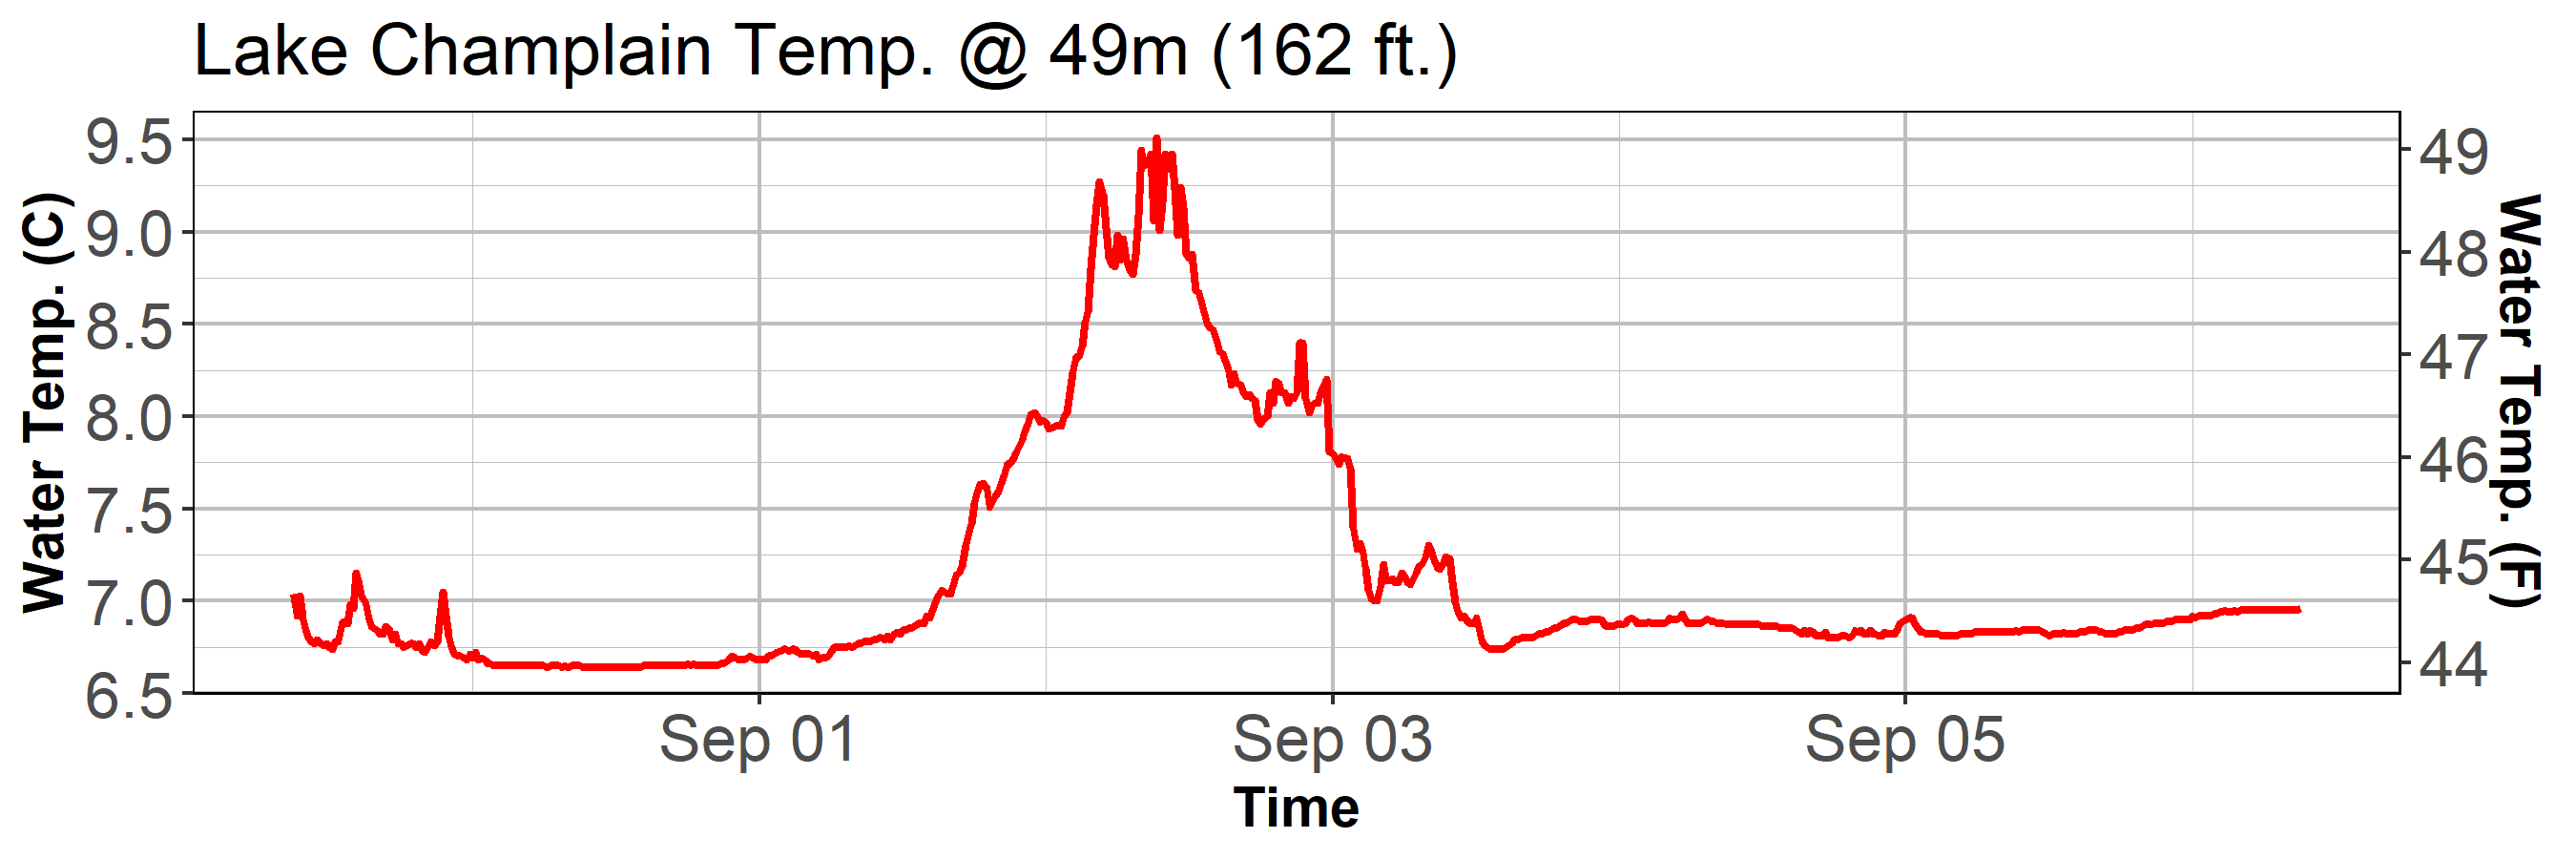 Lake Champlain Temp. @ 49m (162 ft.)
Water Temp. (C)
9.5
9.0
8.5
8.0
7.5
7.0
6.5
49
48
47
46
45
44
Water Temp. (F)
Sep 01
Sep 03
Sep 05
Time